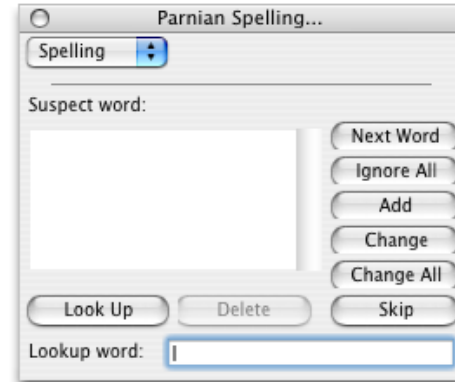 Parnian Spelling...
Spelling
Suspect word:
Next Word
Ignore All
Add
Change
Change All
Look Up Delete Skip
Lookup word: